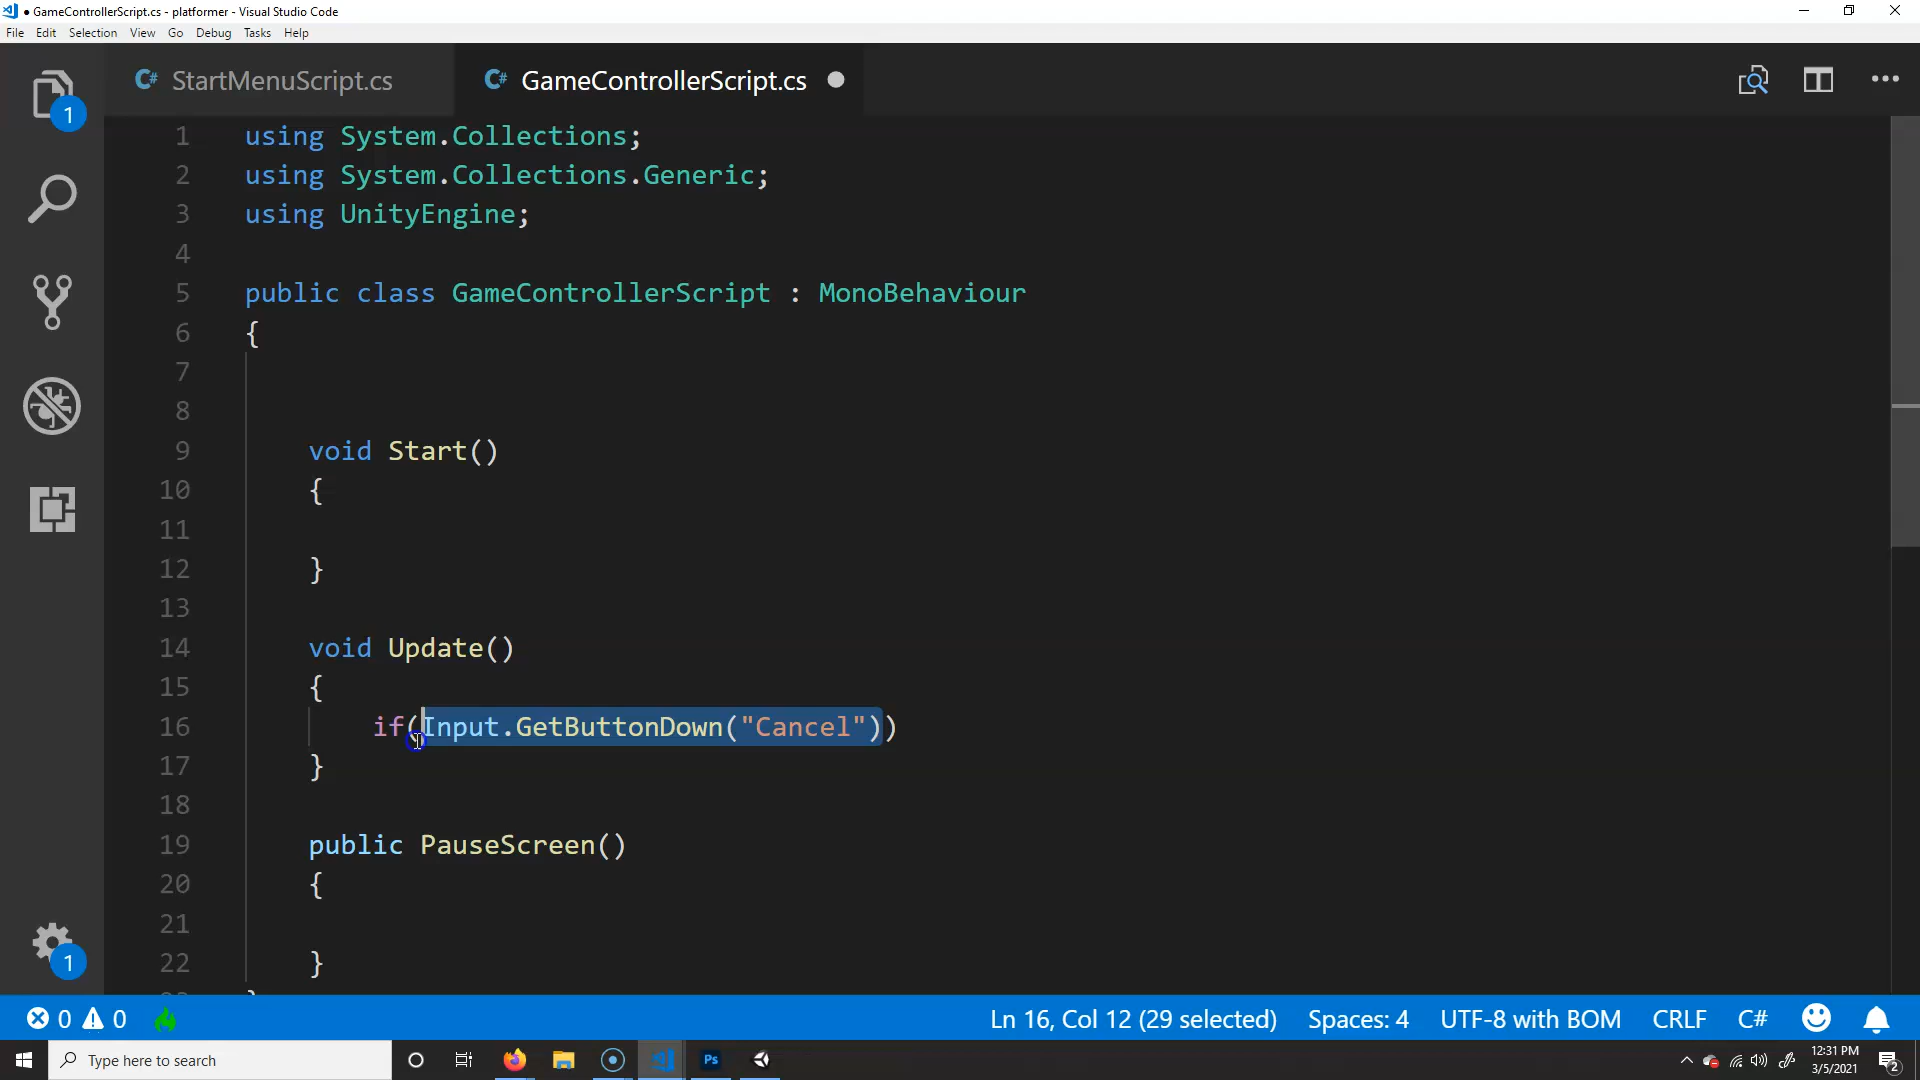 GameControllerScript.cs - platformer - Visual Studio Code
File Edit Selection View Go Debug Tasks Help
StartMenuScript.cs GameControllerScript.cs
1 using System.Collections;
2 using System.Collections.Generic;
3 using UnityEngine;
4
5 public class GameControllerScript : MonoBehaviour
6 {
7
8
9 void Start()
10 {
11
12 }
13
14 void Update()
15 {
16 if(Input.GetButtonDown("Cancel"))
17 }
18
19 public PauseScreen()
20 {
21
22 }
1
1
0 0 Ln 16, Col 12 (29 selected) Spaces: 4 UTF-8 with BOM CRLF C#
Type here to search Ps 12:31 PM
3/5/2021 2